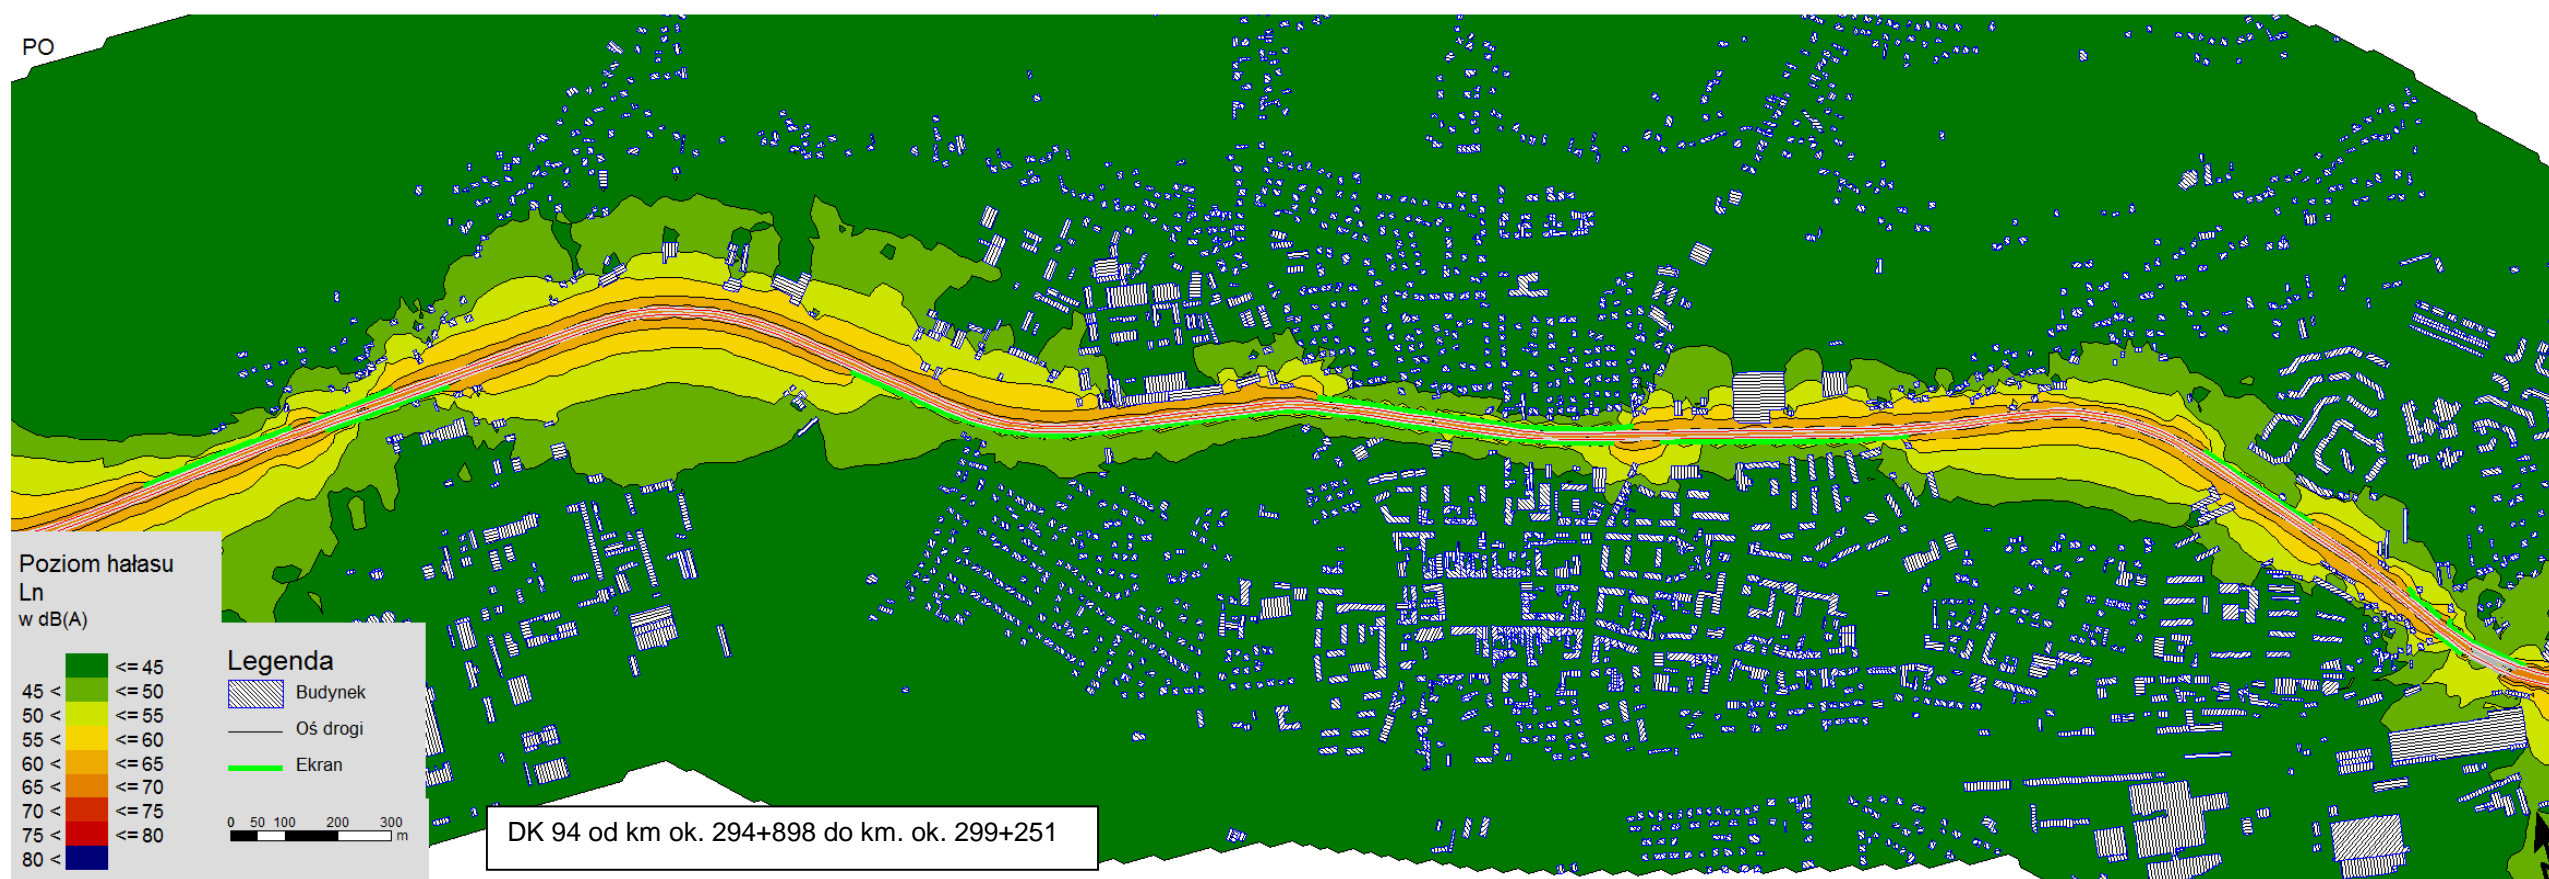 PO
Poziom hałasu
Ln
w dB(A)
<= 45
45 < <= 50
50 < <= 55
55 < <= 60
60 < <= 65
65 < <= 70
70 < <= 75
75 < <= 80
80 <
Legenda
Budynek
Oś drogi
Ekran
0 50 100 200 300
m
DK 94 od km ok. 294+898 do km. ok. 299+251